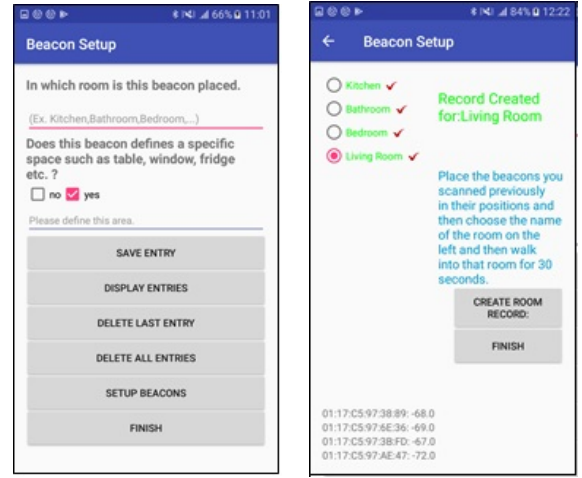 66% 11:01
Beacon Setup
In which room is this beacon placed.
(Ex. Kitchen,Bathroom,Bedroom,...)
Does this beacon defines a specific
space such as table, window, fridge
etc. ?
no yes
Please define this area.
SAVE ENTRY
DISPLAY ENTRIES
DELETE LAST ENTRY
DELETE ALL ENTRIES
SETUP BEACONS
FINISH
84% 12:22
Beacon Setup
Kitchen
Bathroom
Bedroom
Living Room
Record Created
for:Living Room
Place the beacons you
scanned previously
in their positions and
then choose the name
of the room on the
left and then walk
into that room for 30
seconds.
CREATE ROOM
RECORD:
FINISH
01:17:C5:97:38:89: -68.0
01:17:C5:97:6E:36: -69.0
01:17:C5:97:3B:FD: -67.0
01:17:C5:97:AE:47: -72.0